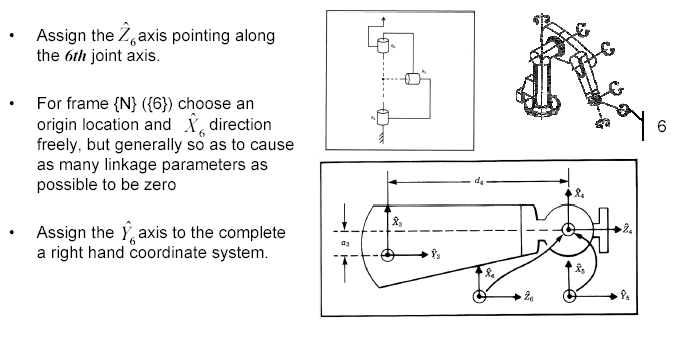 • Assign the Ẑ₆ axis pointing along
the 6th joint axis.
• For frame {N} ({6}) choose an
origin location and X̂₆ direction
freely, but generally so as to cause
as many linkage parameters as
possible to be zero
• Assign the Ŷ₆ axis to the complete
a right hand coordinate system.
6
d₄
X̂₄
X̂₃
Ẑ₄
a₃
Ŷ₃
X̂₆
X̂₅
Ẑ₆
Ŷ₅